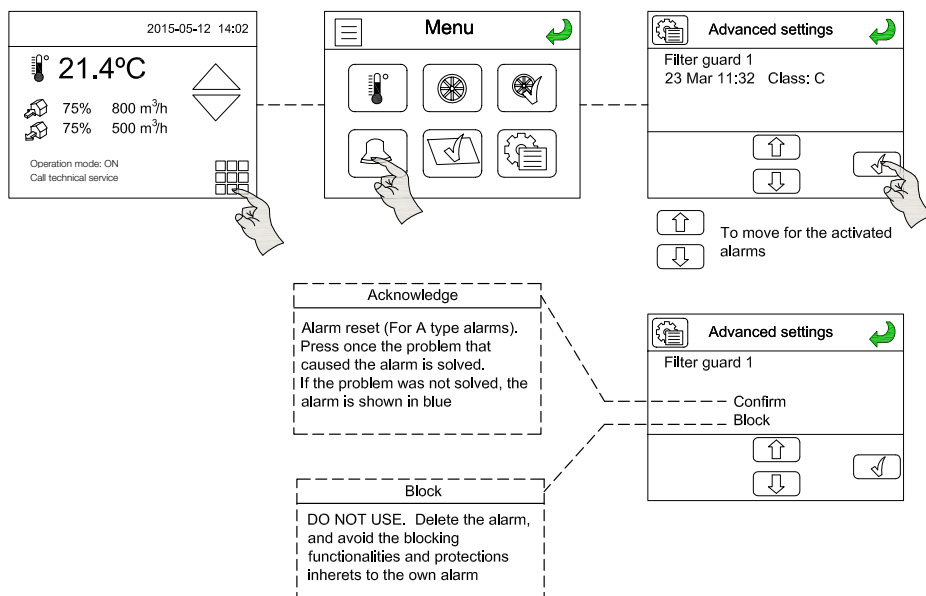 2015-05-12 14:02
21.4ºC
75% 800 m³/h
75% 500 m³/h
Operation mode: ON
Call technical service
Menu
Advanced settings
Filter guard 1
23 Mar 11:32 Class: C
To move for the activated
alarms
Acknowledge
Alarm reset (For A type alarms).
Press once the problem that
caused the alarm is solved.
If the problem was not solved, the
alarm is shown in blue
Advanced settings
Filter guard 1
Confirm
Block
Block
DO NOT USE. Delete the alarm,
and avoid the blocking
functionalities and protections
inherets to the own alarm